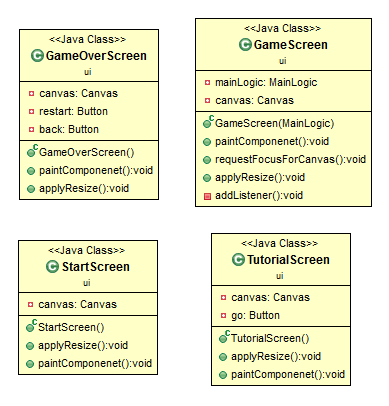 <<Java Class>>
GameOverScreen
ui
canvas: Canvas
restart: Button
back: Button
GameOverScreen()
paintComponenet():void
applyResize():void
<<Java Class>>
GameScreen
ui
mainLogic: MainLogic
canvas: Canvas
GameScreen(MainLogic)
paintComponenet():void
requestFocusForCanvas():void
applyResize():void
addListener():void
<<Java Class>>
StartScreen
ui
canvas: Canvas
StartScreen()
applyResize():void
paintComponenet():void
<<Java Class>>
TutorialScreen
ui
canvas: Canvas
go: Button
TutorialScreen()
applyResize():void
paintComponenet():void